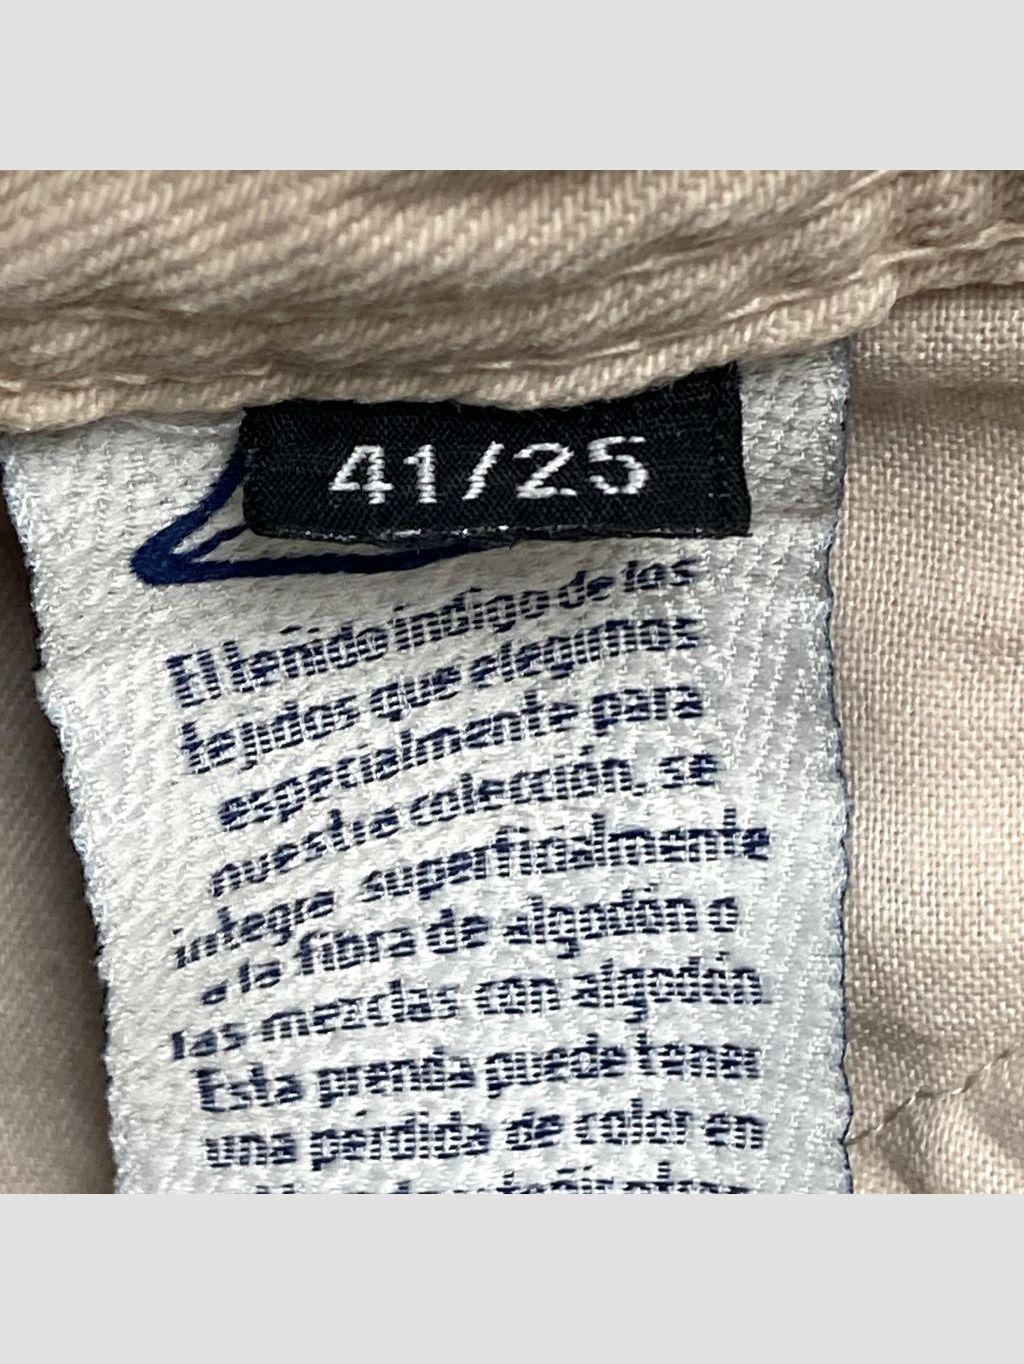 41/25
El teñido indigo de los
tejidos que elegimos
especialmente para
nuestra colección, se
integra superficialmente
a la fibra de algodón o
las mezclas con algodón.
Esta prenda puede tener
una pérdida de color en